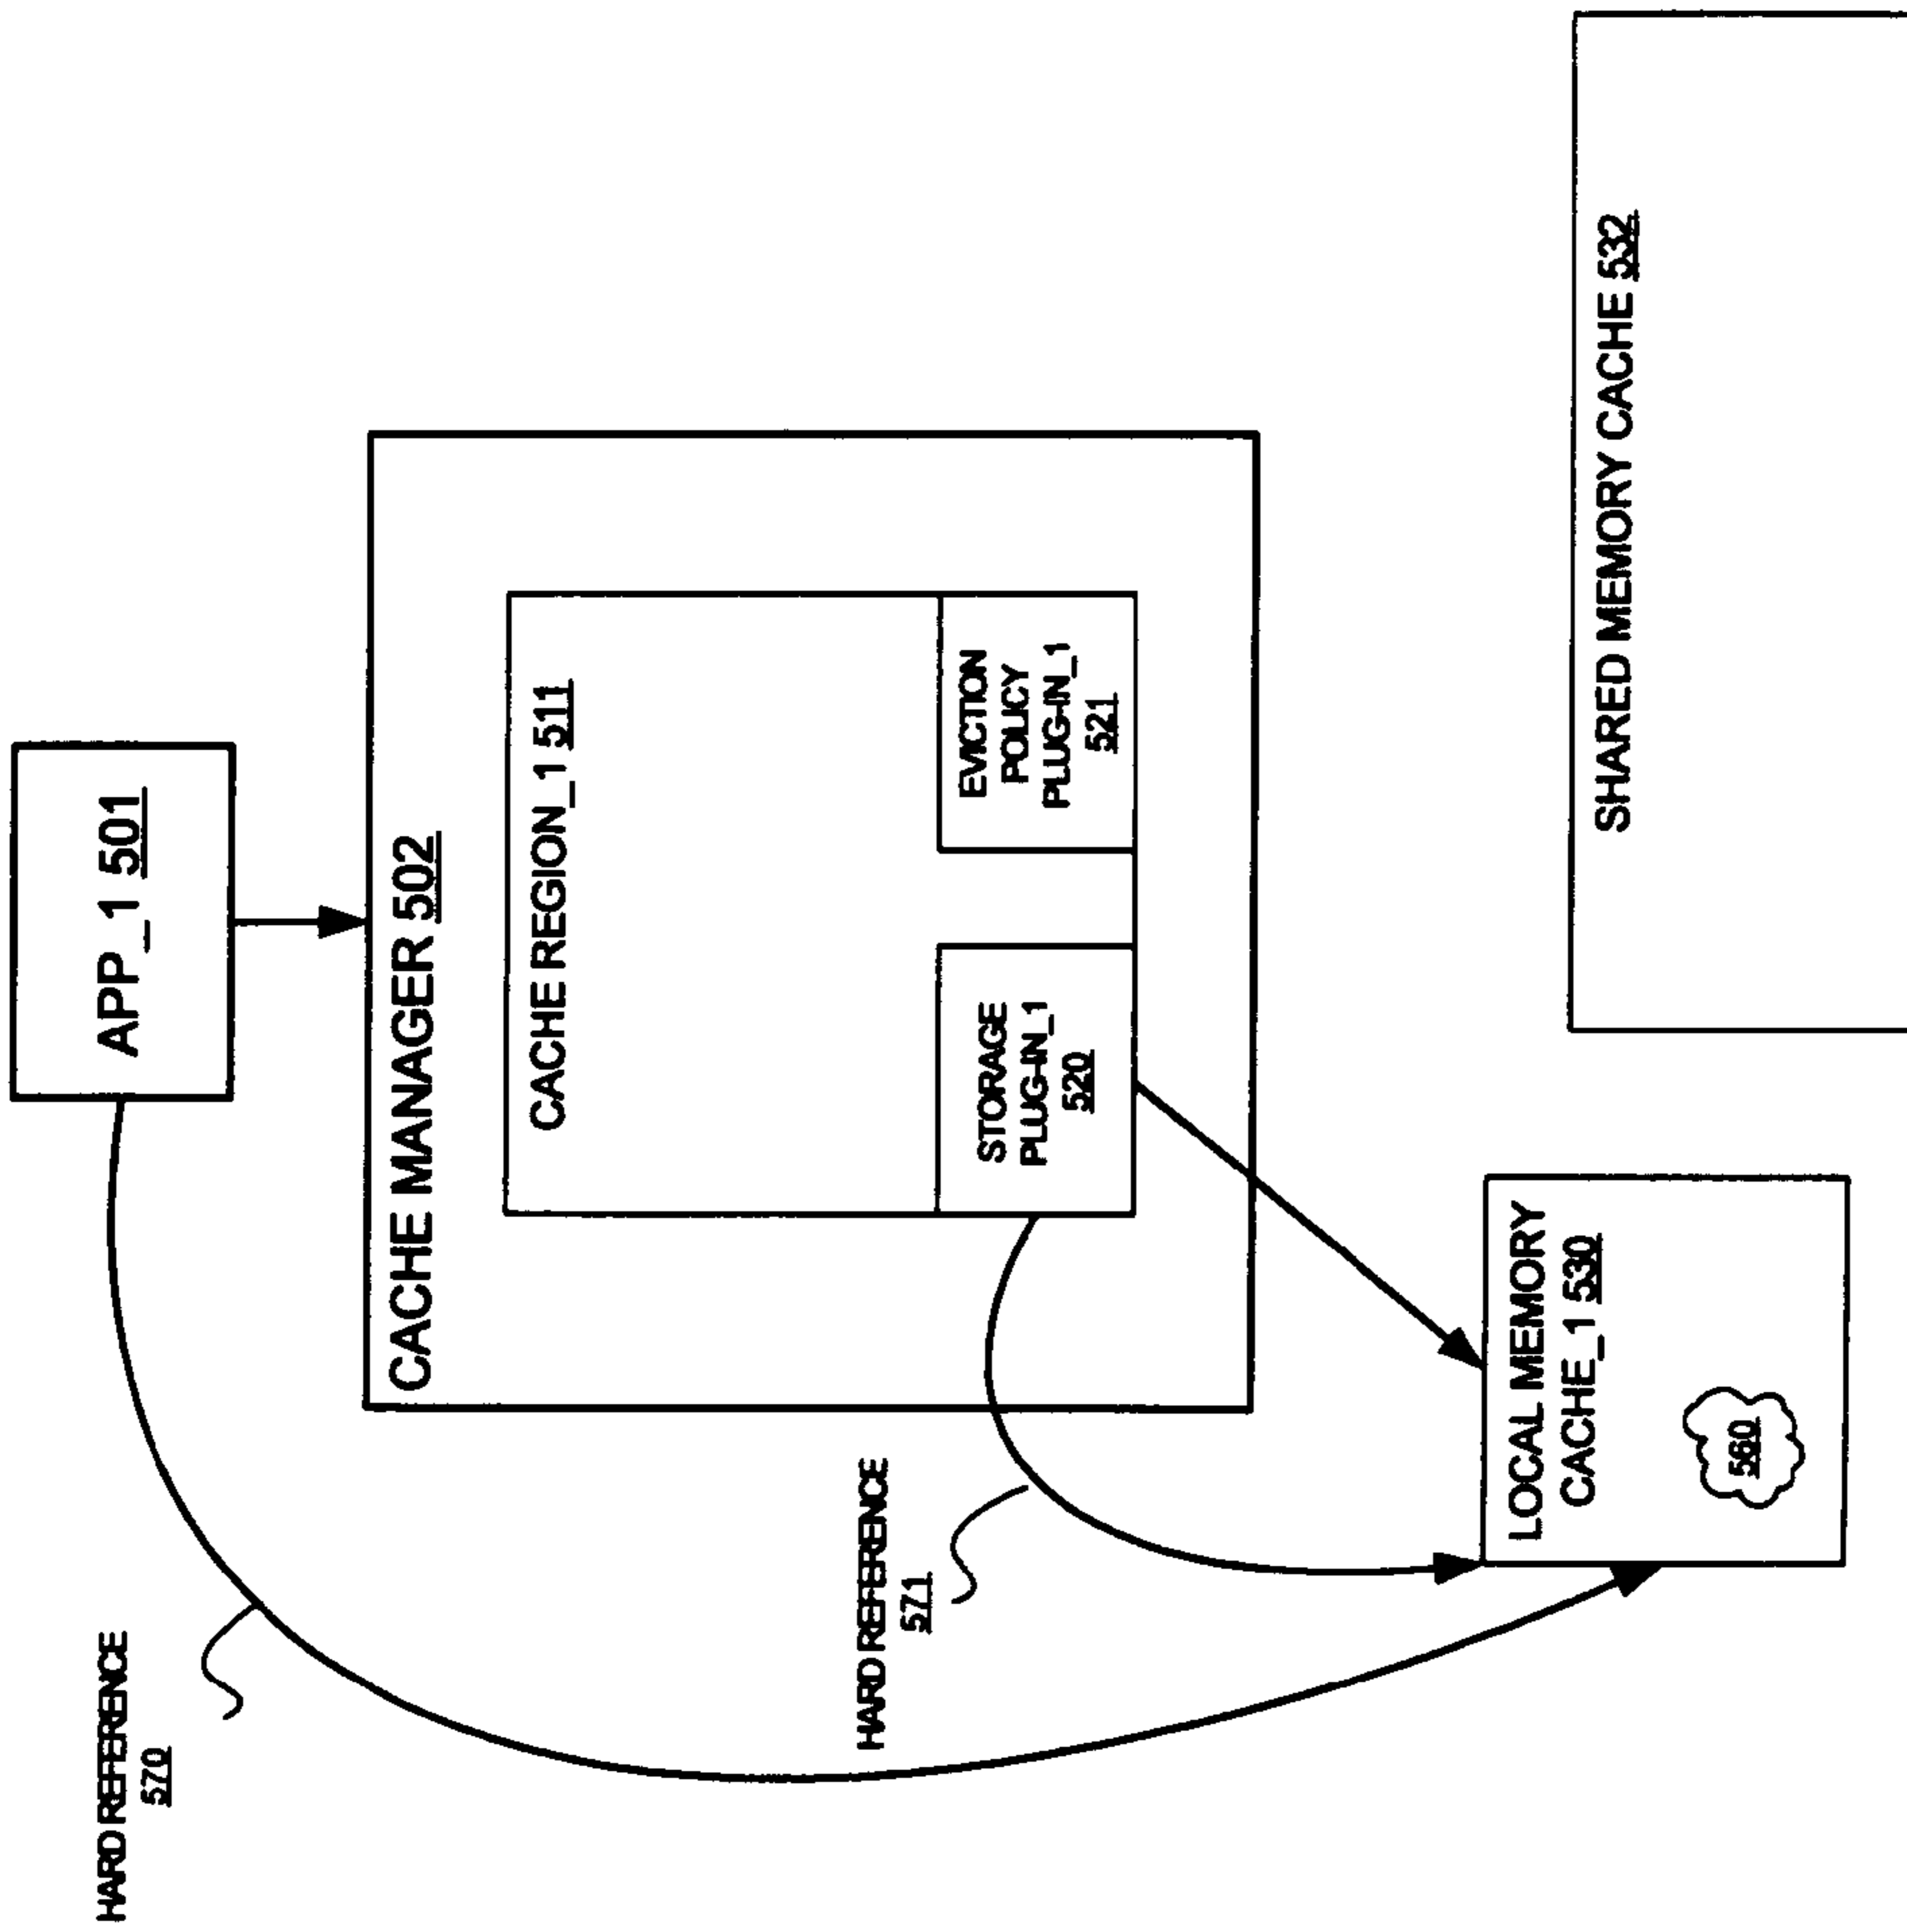 APP_1 501
HARD REFERENCE
570
CACHE MANAGER 502
CACHE REGION_1 511
STORAGE
PLUG-IN_1
520
EVICTION
POLICY
PLUG-IN_1
521
HARD REFERENCE
571
LOCAL MEMORY
CACHE_1 530
560
SHARED MEMORY CACHE 532